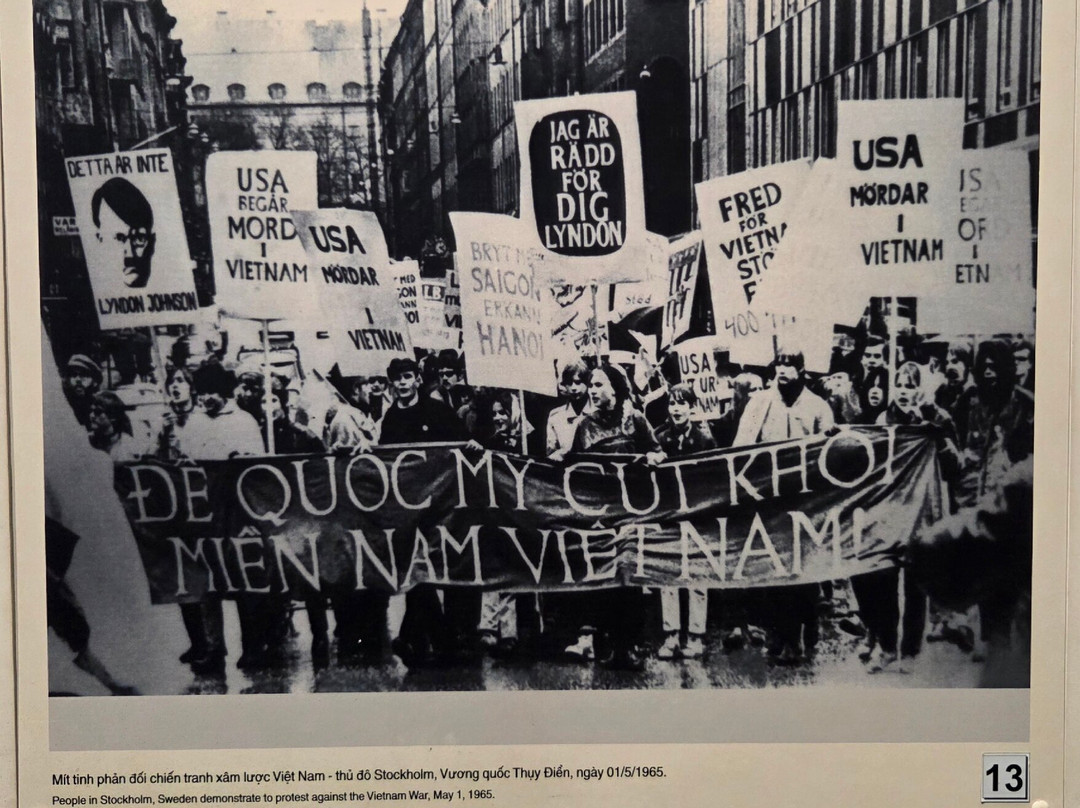 DETTA ÄR INTE
LYNDON JOHNSON
USA
BEGÅR
MORD
I
VIETNAM
USA
MÖRDAR
I
VIETNAM
SAIGON
ERKÄNN
HANOI
JAG ÄR
RÄDD
FÖR
DIG
LYNDON
FRED
FÖR
USA
MÖRDAR
I
VIETNAM
USA
ĐẾ QUỐC MỸ CÚT KHỎI
MIỀN NAM VIỆT NAM!
Mít tinh phản đối chiến tranh xâm lược Việt Nam - thủ đô Stockholm, Vương quốc Thụy Điển, ngày 01/5/1965.
People in Stockholm, Sweden demonstrate to protest against the Vietnam War, May 1, 1965.
13